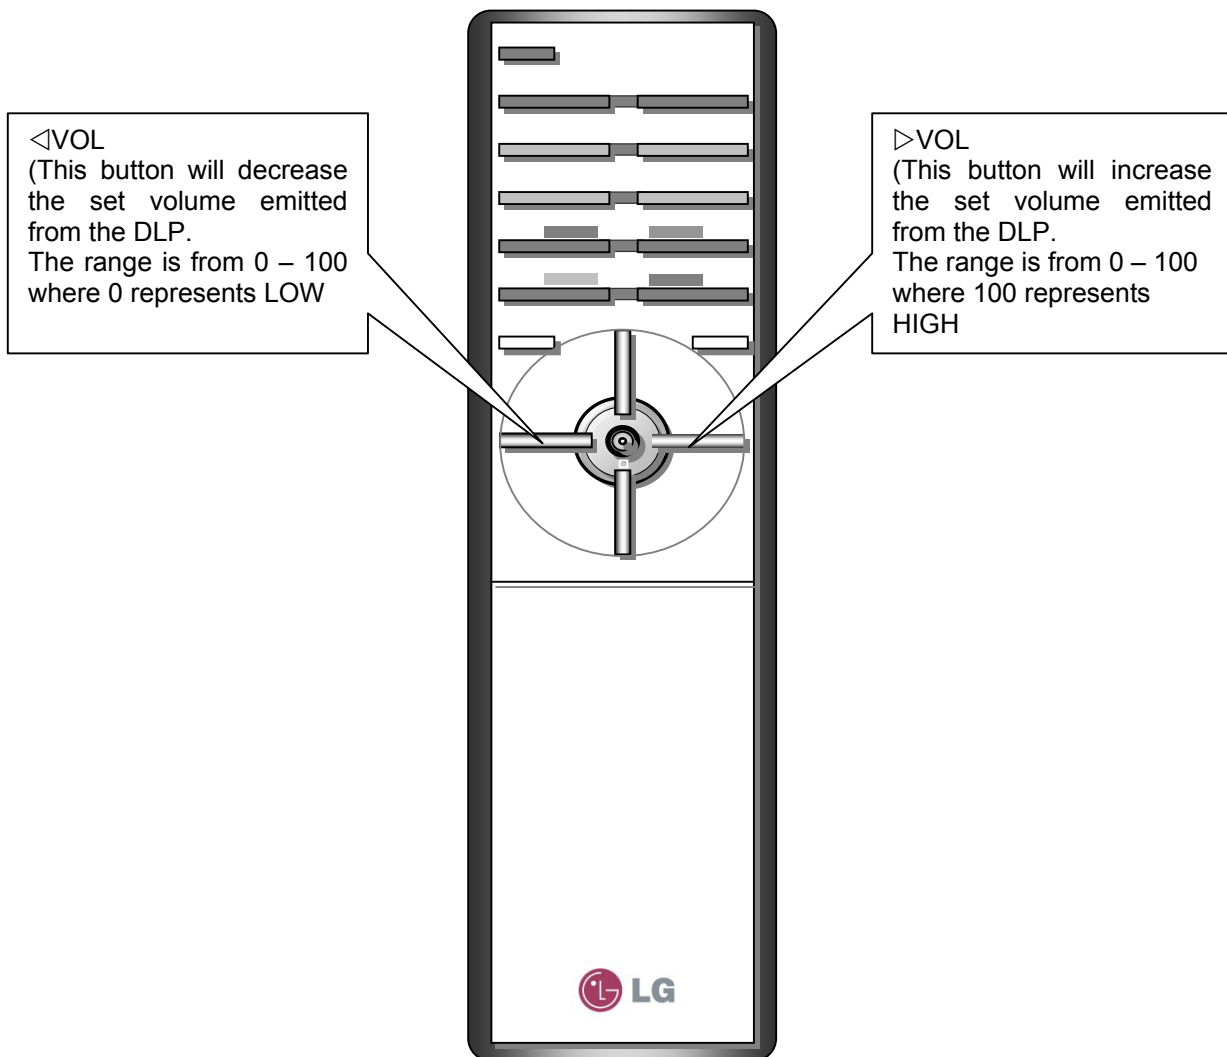 ◁VOL
(This button will decrease
the set volume emitted
from the DLP.
The range is from 0 – 100
where 0 represents LOW
▷VOL
(This button will increase
the set volume emitted
from the DLP.
The range is from 0 – 100
where 100 represents
HIGH
LG